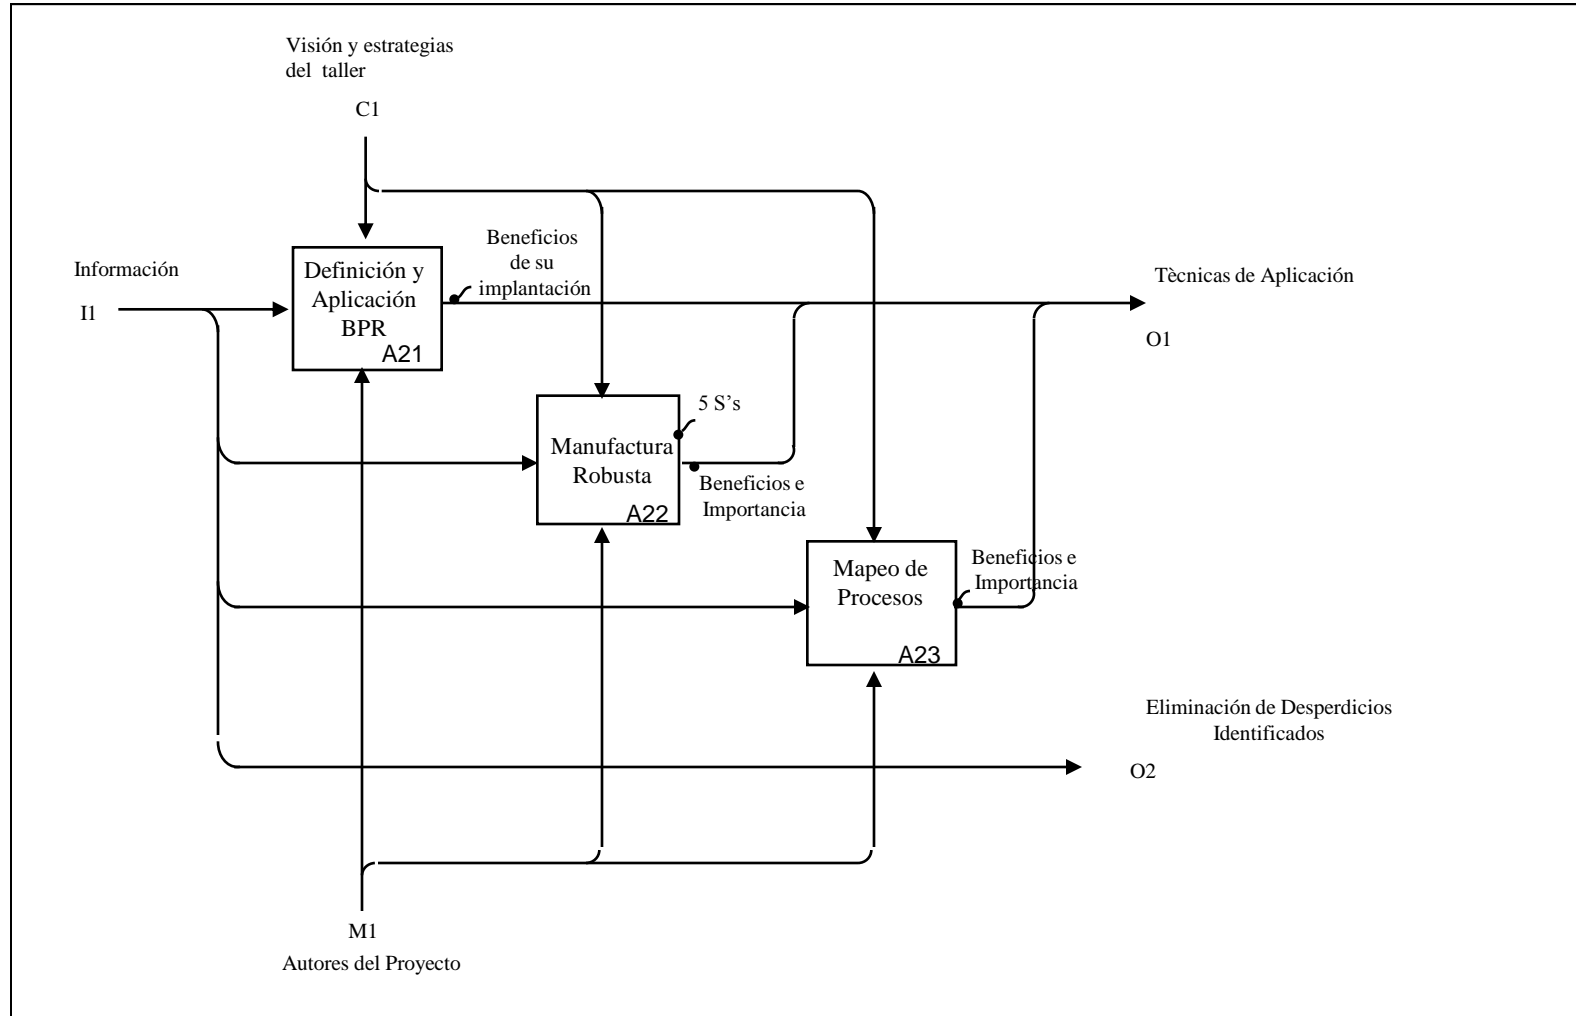 Visión y estrategias
del taller
C1
Información
I1
Definición y
Aplicación
BPR
A21
Beneficios
de su
implantación
Tècnicas de Aplicación
O1
Manufactura
Robusta
A22
5 S’s
Beneficios e
Importancia
Mapeo de
Procesos
A23
Beneficios e
Importancia
Eliminación de Desperdicios
Identificados
O2
M1
Autores del Proyecto